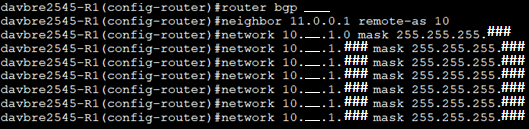 davbre2545-R1(config-router)#router bgp ___
davbre2545-R1(config-router)#neighbor 11.0.0.1 remote-as 10
davbre2545-R1(config-router)#network 10.__.1.0 mask 255.255.255.###
davbre2545-R1(config-router)#network 10.__.1.### mask 255.255.255.###
davbre2545-R1(config-router)#network 10.__.1.### mask 255.255.255.###
davbre2545-R1(config-router)#network 10.__.1.### mask 255.255.255.###
davbre2545-R1(config-router)#network 10.__.1.### mask 255.255.255.###
davbre2545-R1(config-router)#network 10.__.1.### mask 255.255.255.###
davbre2545-R1(config-router)#network 10.__.1.### mask 255.255.255.###